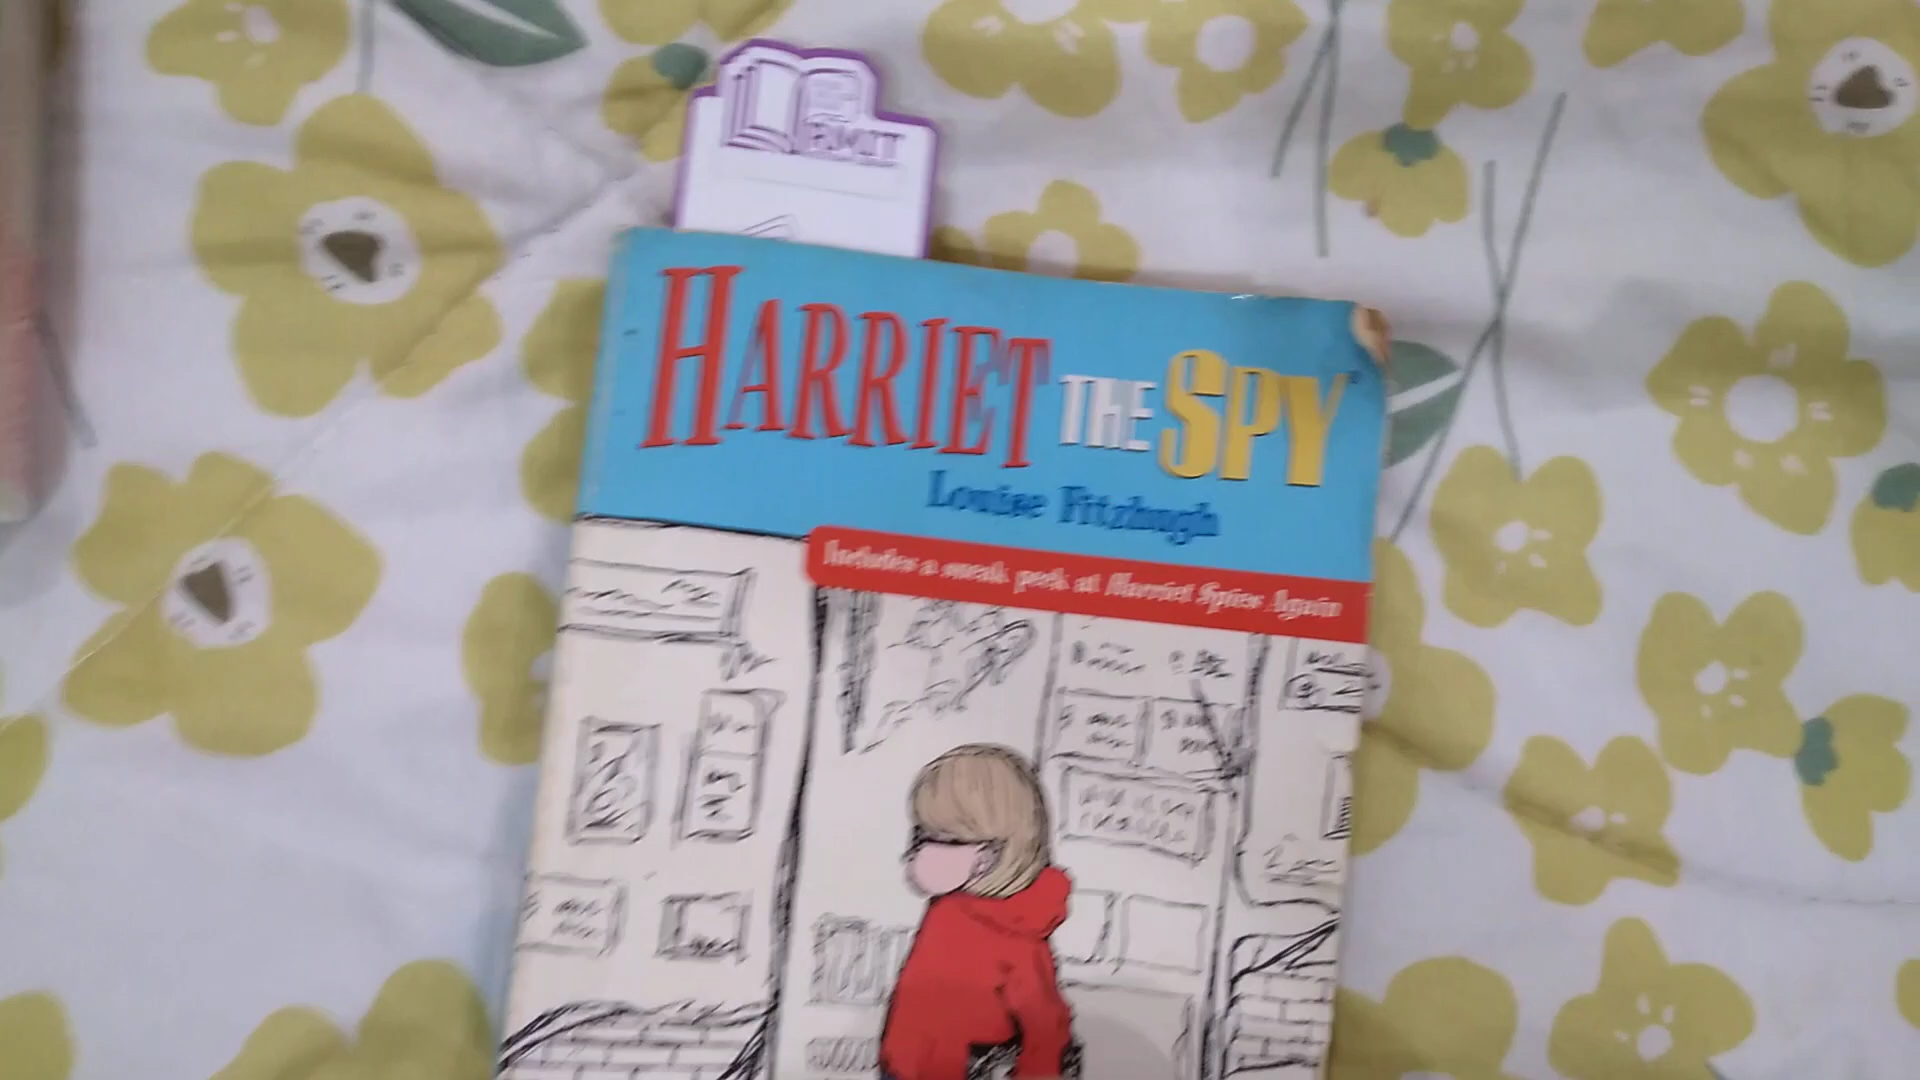 HARRIET THE SPY
Louise Fitzhugh
Includes a sneak peek at Harriet Spies Again